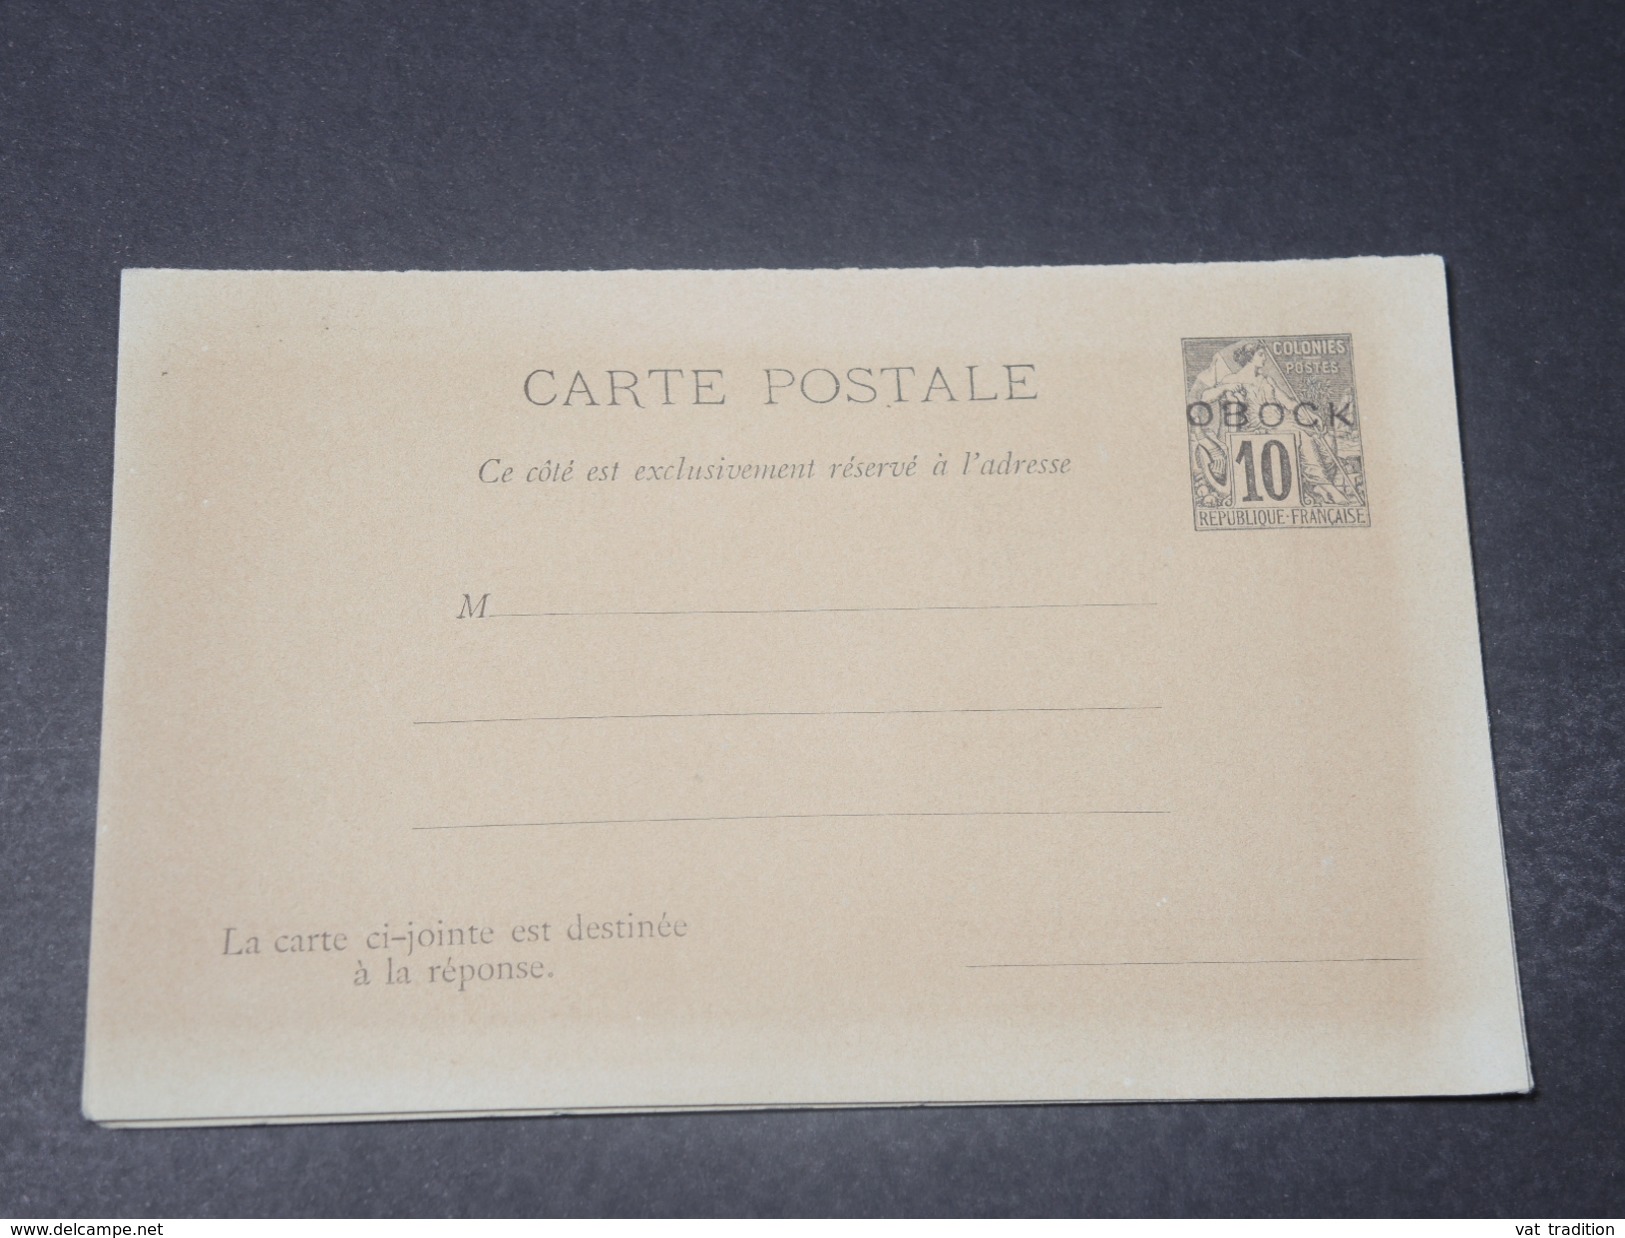 CARTE POSTALE
COLONIES
POSTES
OBOCK
10
REPUBLIQUE-FRANÇAISE
Ce côté est exclusivement réservé à l'adresse
M
La carte ci-jointe est destinée
à la réponse.
www.delcampe.net
vat tradition